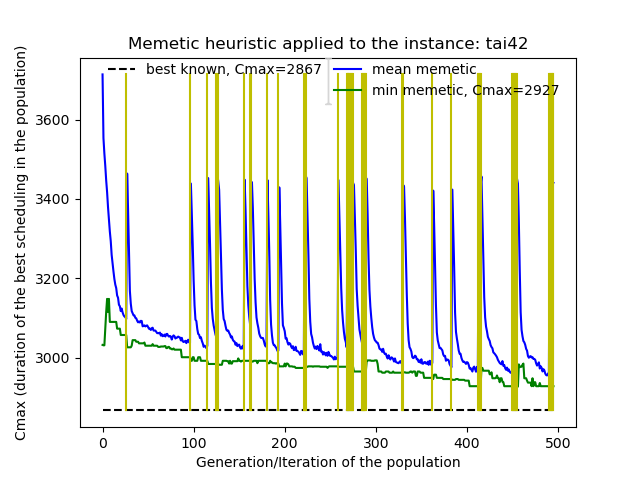 Memetic heuristic applied to the instance: tai42
best known, Cmax=2867
mean memetic
min memetic, Cmax=2927
Cmax (duration of the best scheduling in the population)
3600
3400
3200
3000
0 100 200 300 400 500
Generation/Iteration of the population